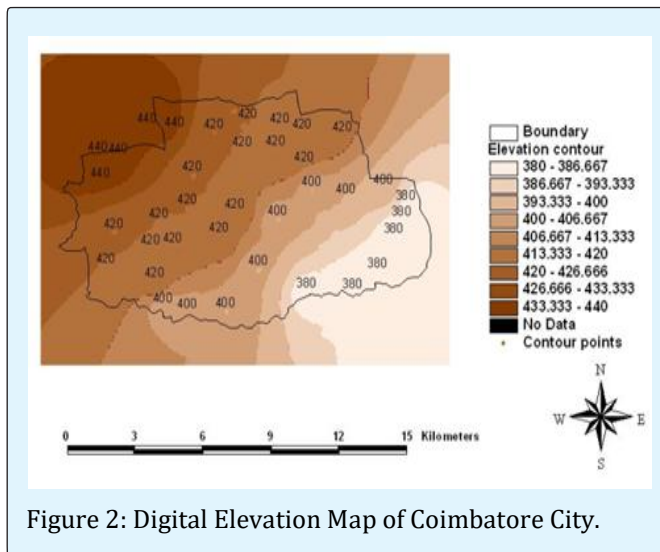 440 440 420 420 420 420 420
420 420
440 440 420
440 420 400 400 400
420 420 380
420 420 400 380
420 420 420 380
420 420 400 380
400 400 400 380 380
Boundary
Elevation contour
380 - 386.667
386.667 - 393.333
393.333 - 400
400 - 406.667
406.667 - 413.333
413.333 - 420
420 - 426.666
426.666 - 433.333
433.333 - 440
No Data
Contour points
N
W E
S
0 3 6 9 12 15 Kilometers
Figure 2: Digital Elevation Map of Coimbatore City.